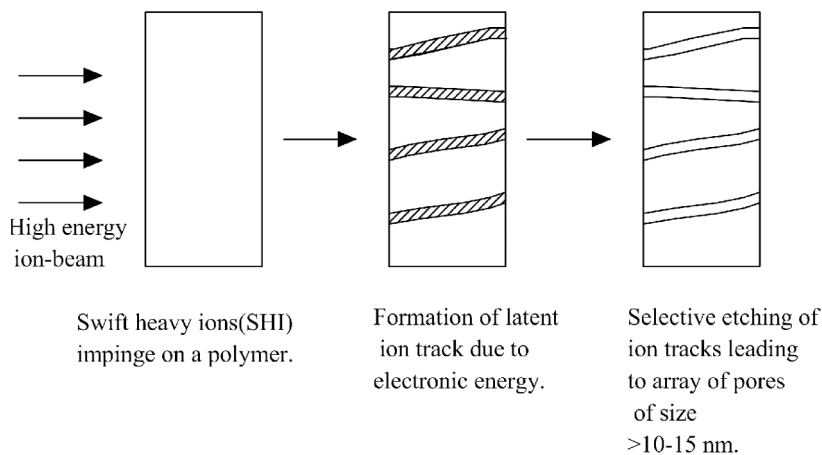 High energy
ion-beam
Swift heavy ions(SHI)
impinge on a polymer.
Formation of latent
ion track due to
electronic energy.
Selective etching of
ion tracks leading
to array of pores
of size
>10-15 nm.